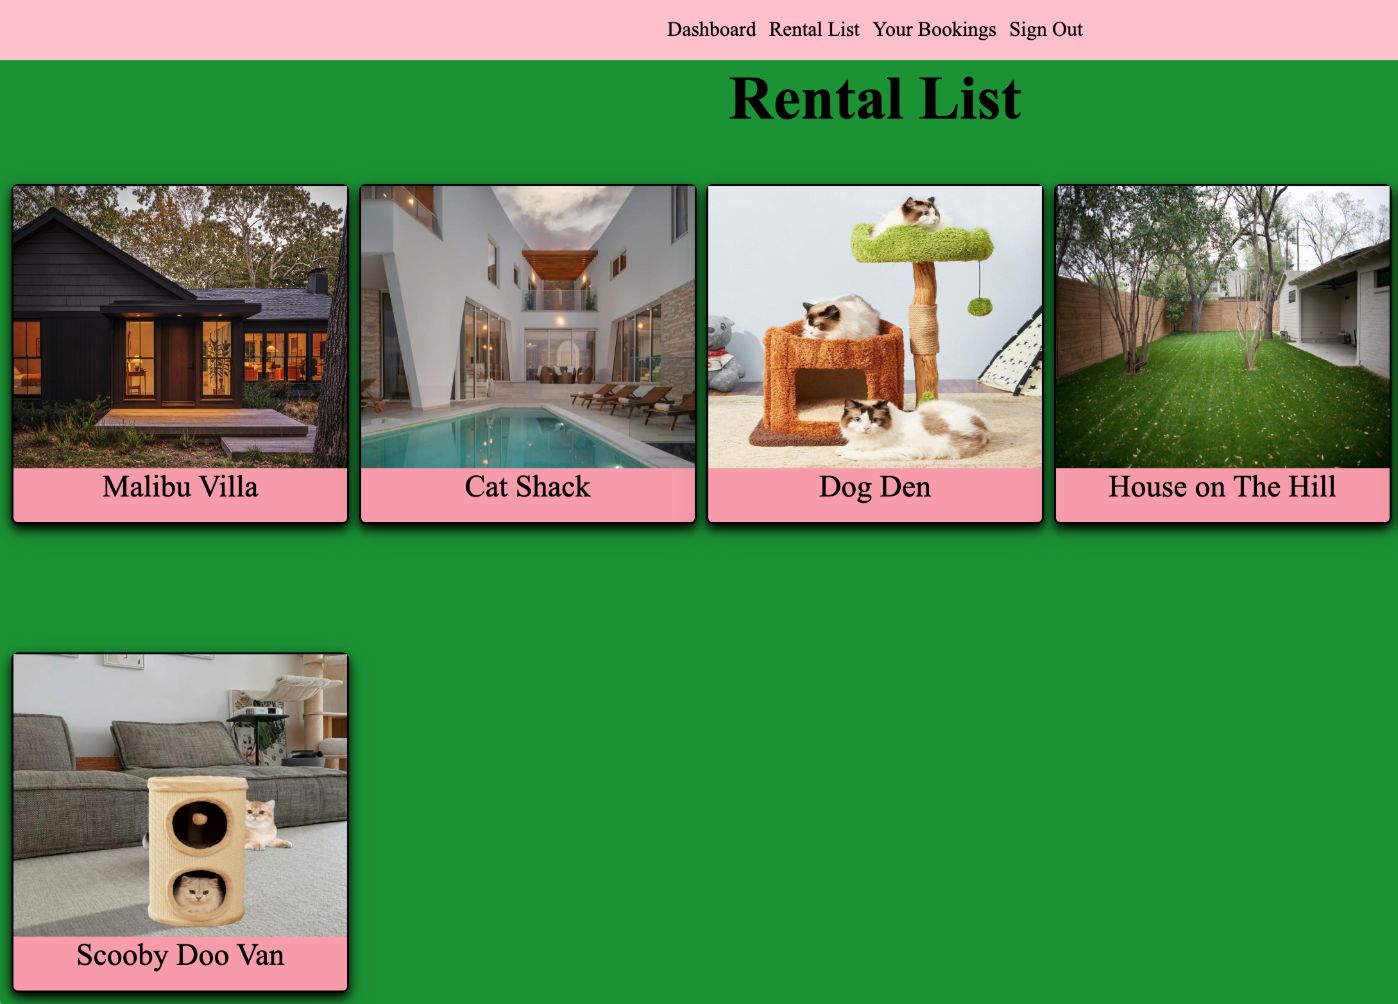 Dashboard Rental List Your Bookings Sign Out
Rental List
Malibu Villa
Cat Shack
Dog Den
House on The Hill
Scooby Doo Van